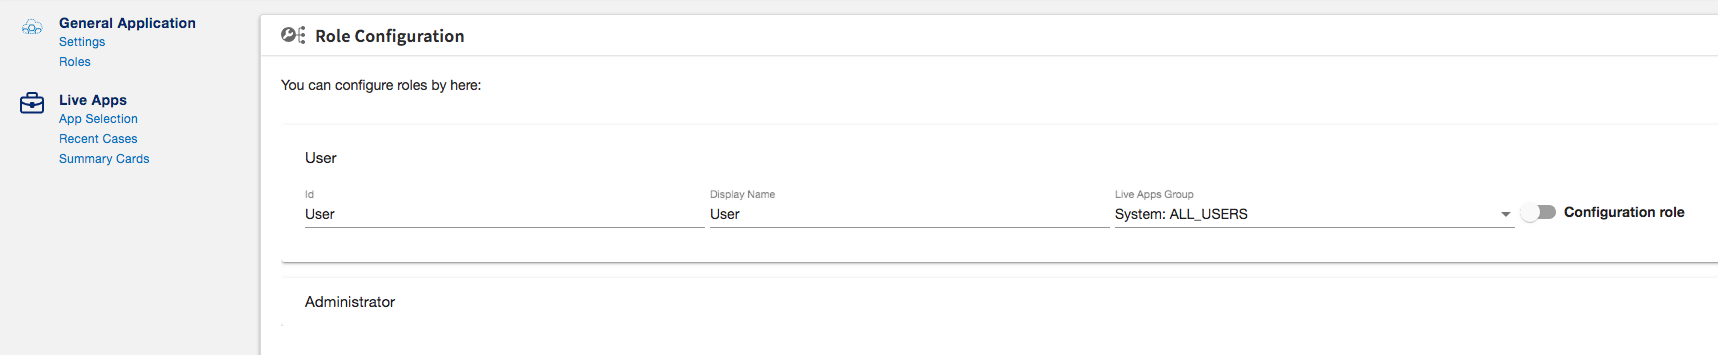 General Application
Settings
Roles
Live Apps
App Selection
Recent Cases
Summary Cards
Role Configuration
You can configure roles by here:
User
Id
User
Display Name
User
Live Apps Group
System: ALL_USERS
Configuration role
Administrator